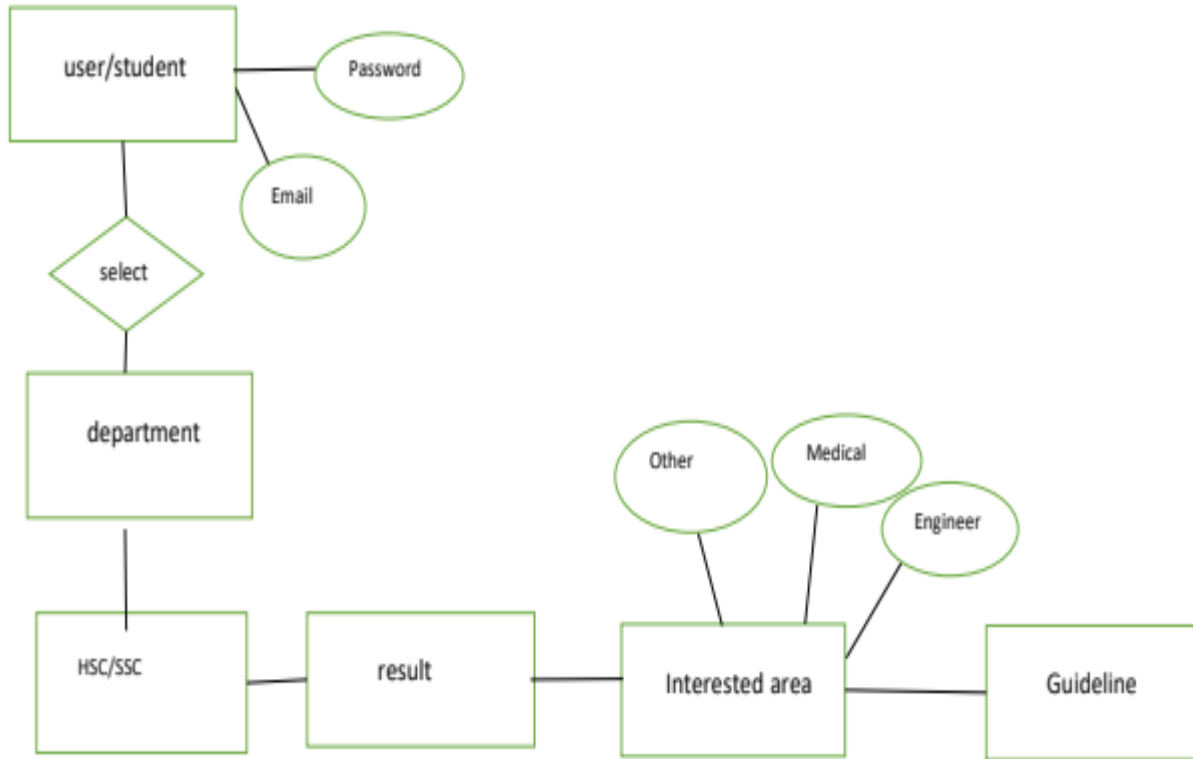 user/student
Password
Email
select
department
Other
Medical
Engineer
HSC/SSC
result
Interested area
Guideline